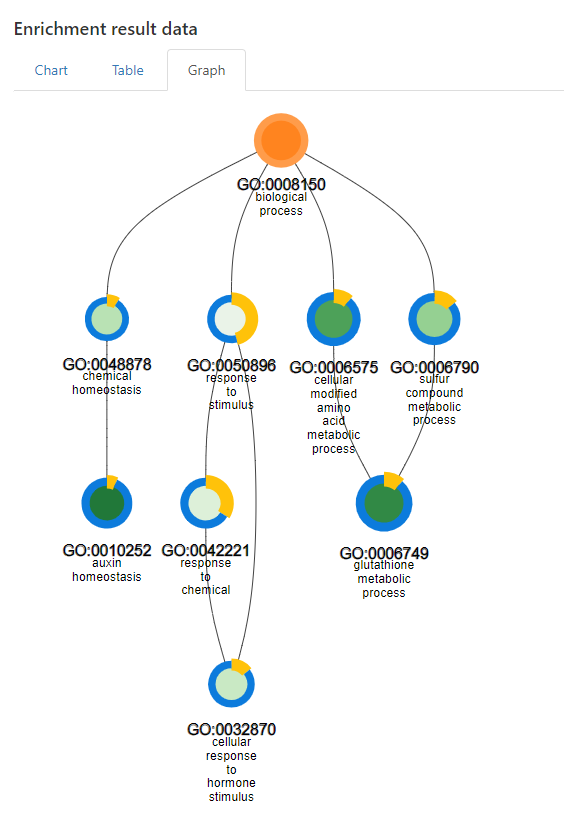 Enrichment result data
Chart Table Graph
GO:0008150
biological
process
GO:0048878
chemical
homeostasis
GO:0050896
response
to
stimulus
GO:0006575
cellular
modified
amino
acid
metabolic
process
GO:0006790
sulfur
compound
metabolic
process
GO:0010252
auxin
homeostasis
GO:0042221
response
to
chemical
GO:0006749
glutathione
metabolic
process
GO:0032870
cellular
response
to
hormone
stimulus